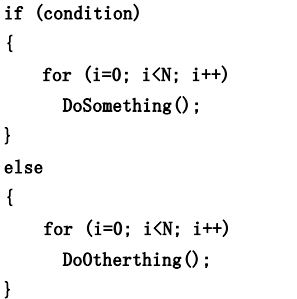 if (condition)
{
for (i=0; i<N; i++)
DoSomething();
}
else
{
for (i=0; i<N; i++)
DoOtherthing();
}